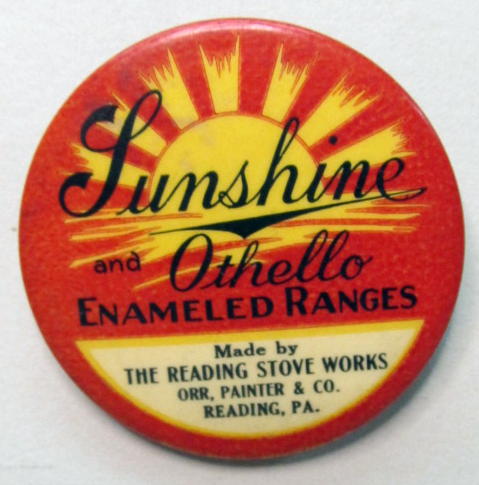 Sunshine
and Othello
ENAMELED RANGES
Made by
THE READING STOVE WORKS
ORR, PAINTER & CO.
READING, PA.